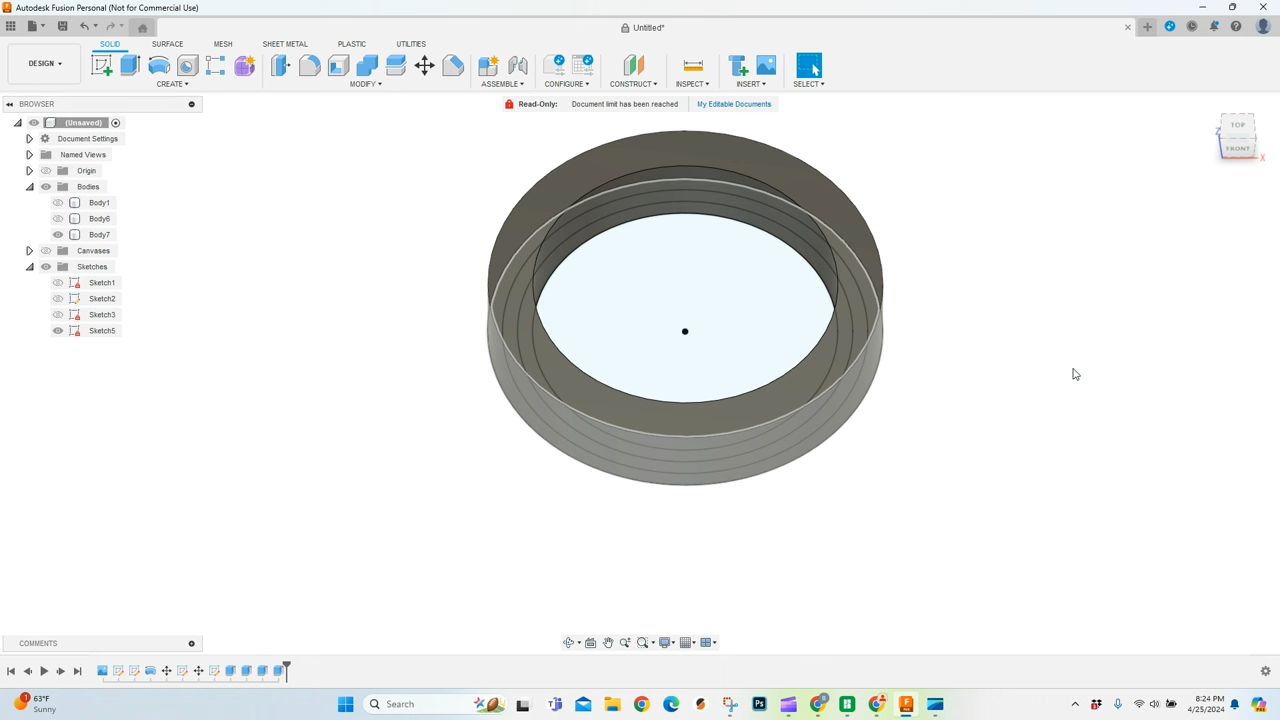 Autodesk Fusion Personal (Not for Commercial Use)
Untitled*
DESIGN
SOLID SURFACE MESH SHEET METAL PLASTIC UTILITIES
CREATE MODIFY ASSEMBLE CONFIGURE CONSTRUCT INSPECT INSERT SELECT
BROWSER
Read-Only: Document limit has been reached My Editable Documents
(Unsaved)
Document Settings
Named Views
Origin
Bodies
Body1
Body6
Body7
Canvases
Sketches
Sketch1
Sketch2
Sketch3
Sketch5
TOP
Z
FRONT
X
COMMENTS
1
63°F
Sunny
Search
8:24 PM
4/25/2024